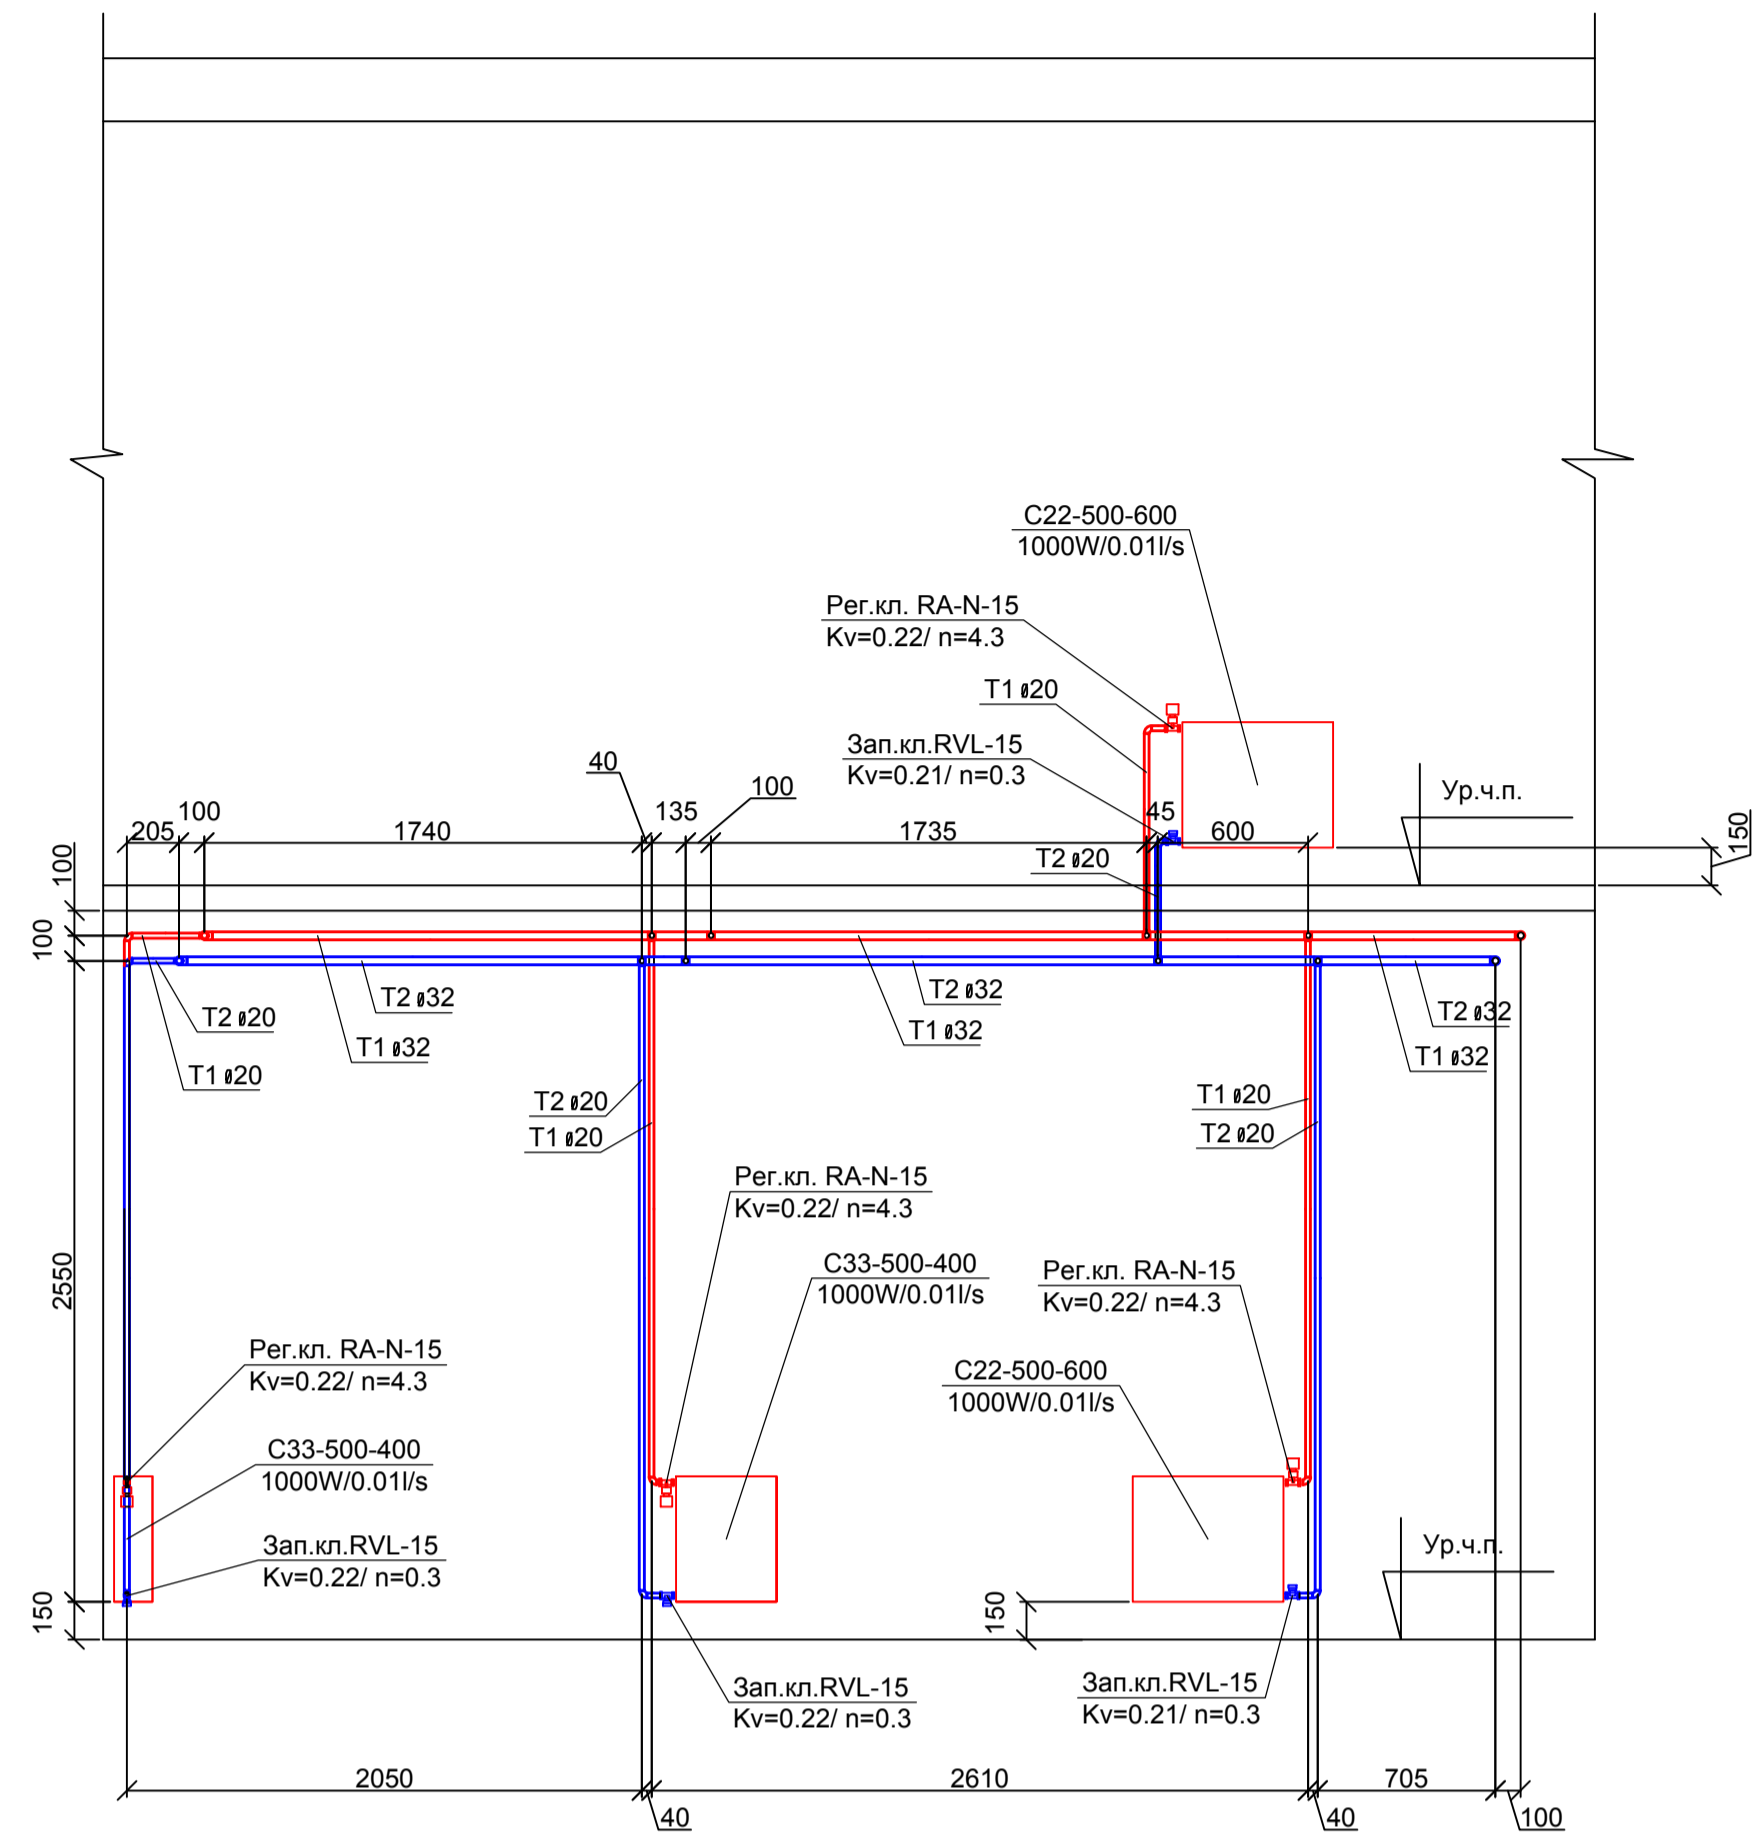 C22-500-600
1000W/0.01l/s
Рег.кл. RA-N-15
Kv=0.22/ n=4.3
T1 ø20
Зап.кл.RVL-15
Kv=0.21/ n=0.3
40
100
Ур.ч.п.
150
100
205
1740
135
1735
45
600
T2 ø20
100
100
T2 ø32
T2 ø32
T2 ø32
T2 ø20
T1 ø32
T1 ø32
T1 ø32
T1 ø20
T2 ø20
T1 ø20
T1 ø20
T2 ø20
Рег.кл. RA-N-15
Kv=0.22/ n=4.3
C33-500-400
1000W/0.01l/s
Рег.кл. RA-N-15
Kv=0.22/ n=4.3
2550
Рег.кл. RA-N-15
Kv=0.22/ n=4.3
C22-500-600
1000W/0.01l/s
C33-500-400
1000W/0.01l/s
Зап.кл.RVL-15
Kv=0.22/ n=0.3
Ур.ч.п.
150
150
Зап.кл.RVL-15
Kv=0.22/ n=0.3
Зап.кл.RVL-15
Kv=0.21/ n=0.3
2050
2610
705
40
40
100